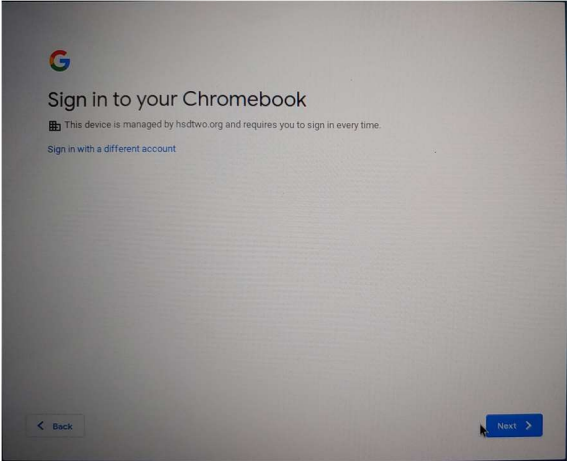 Sign in to your Chromebook
This device is managed by hsdtwo.org and requires you to sign in every time.
Sign in with a different account
Back
Next